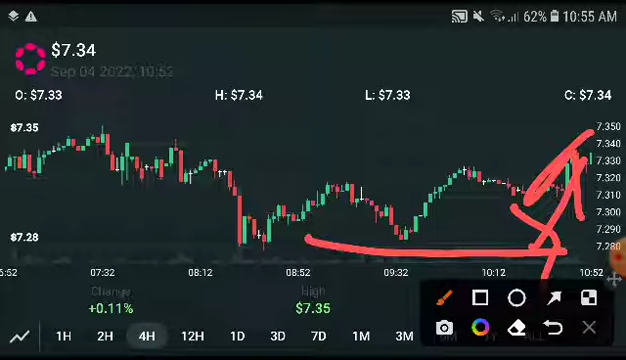 62% 10:55 AM
$7.34
Sep 04 2022, 10:52
O: $7.33 H: $7.34 L: $7.33 C: $7.34
$7.35
7.350
7.340
7.330
7.320
7.310
7.300
7.290
$7.28
7.280
6:52 07:32 08:12 08:52 09:32 10:12 10:52
Change High
+0.11% $7.35
1H 2H 4H 12H 1D 3D 7D 1M 3M